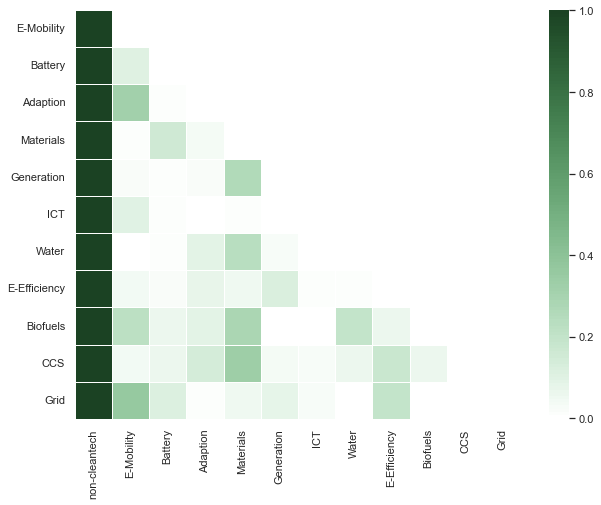 E-Mobility
Battery
Adaption
Materials
Generation
ICT
Water
E-Efficiency
Biofuels
CCS
Grid
non-cleantech
E-Mobility
Battery
Adaption
Materials
Generation
ICT
Water
E-Efficiency
Biofuels
CCS
Grid
1.0
0.8
0.6
0.4
0.2
0.0